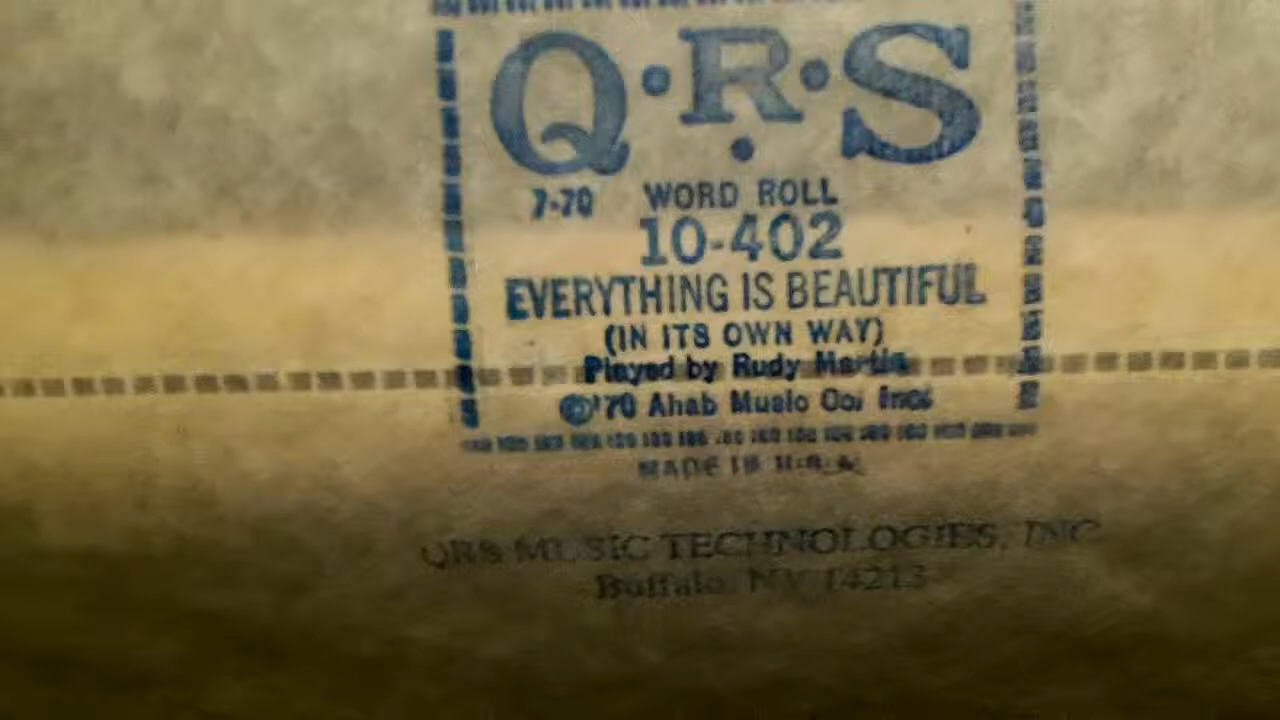 Q·R·S
7-70 WORD ROLL
10-402
EVERYTHING IS BEAUTIFUL
(IN ITS OWN WAY)
Played by Rudy Martin
©'70 Ahab Music Co., Inc.
MADE IN U.S.A.
QRS MUSIC TECHNOLOGIES, INC
Buffalo, NY 14213